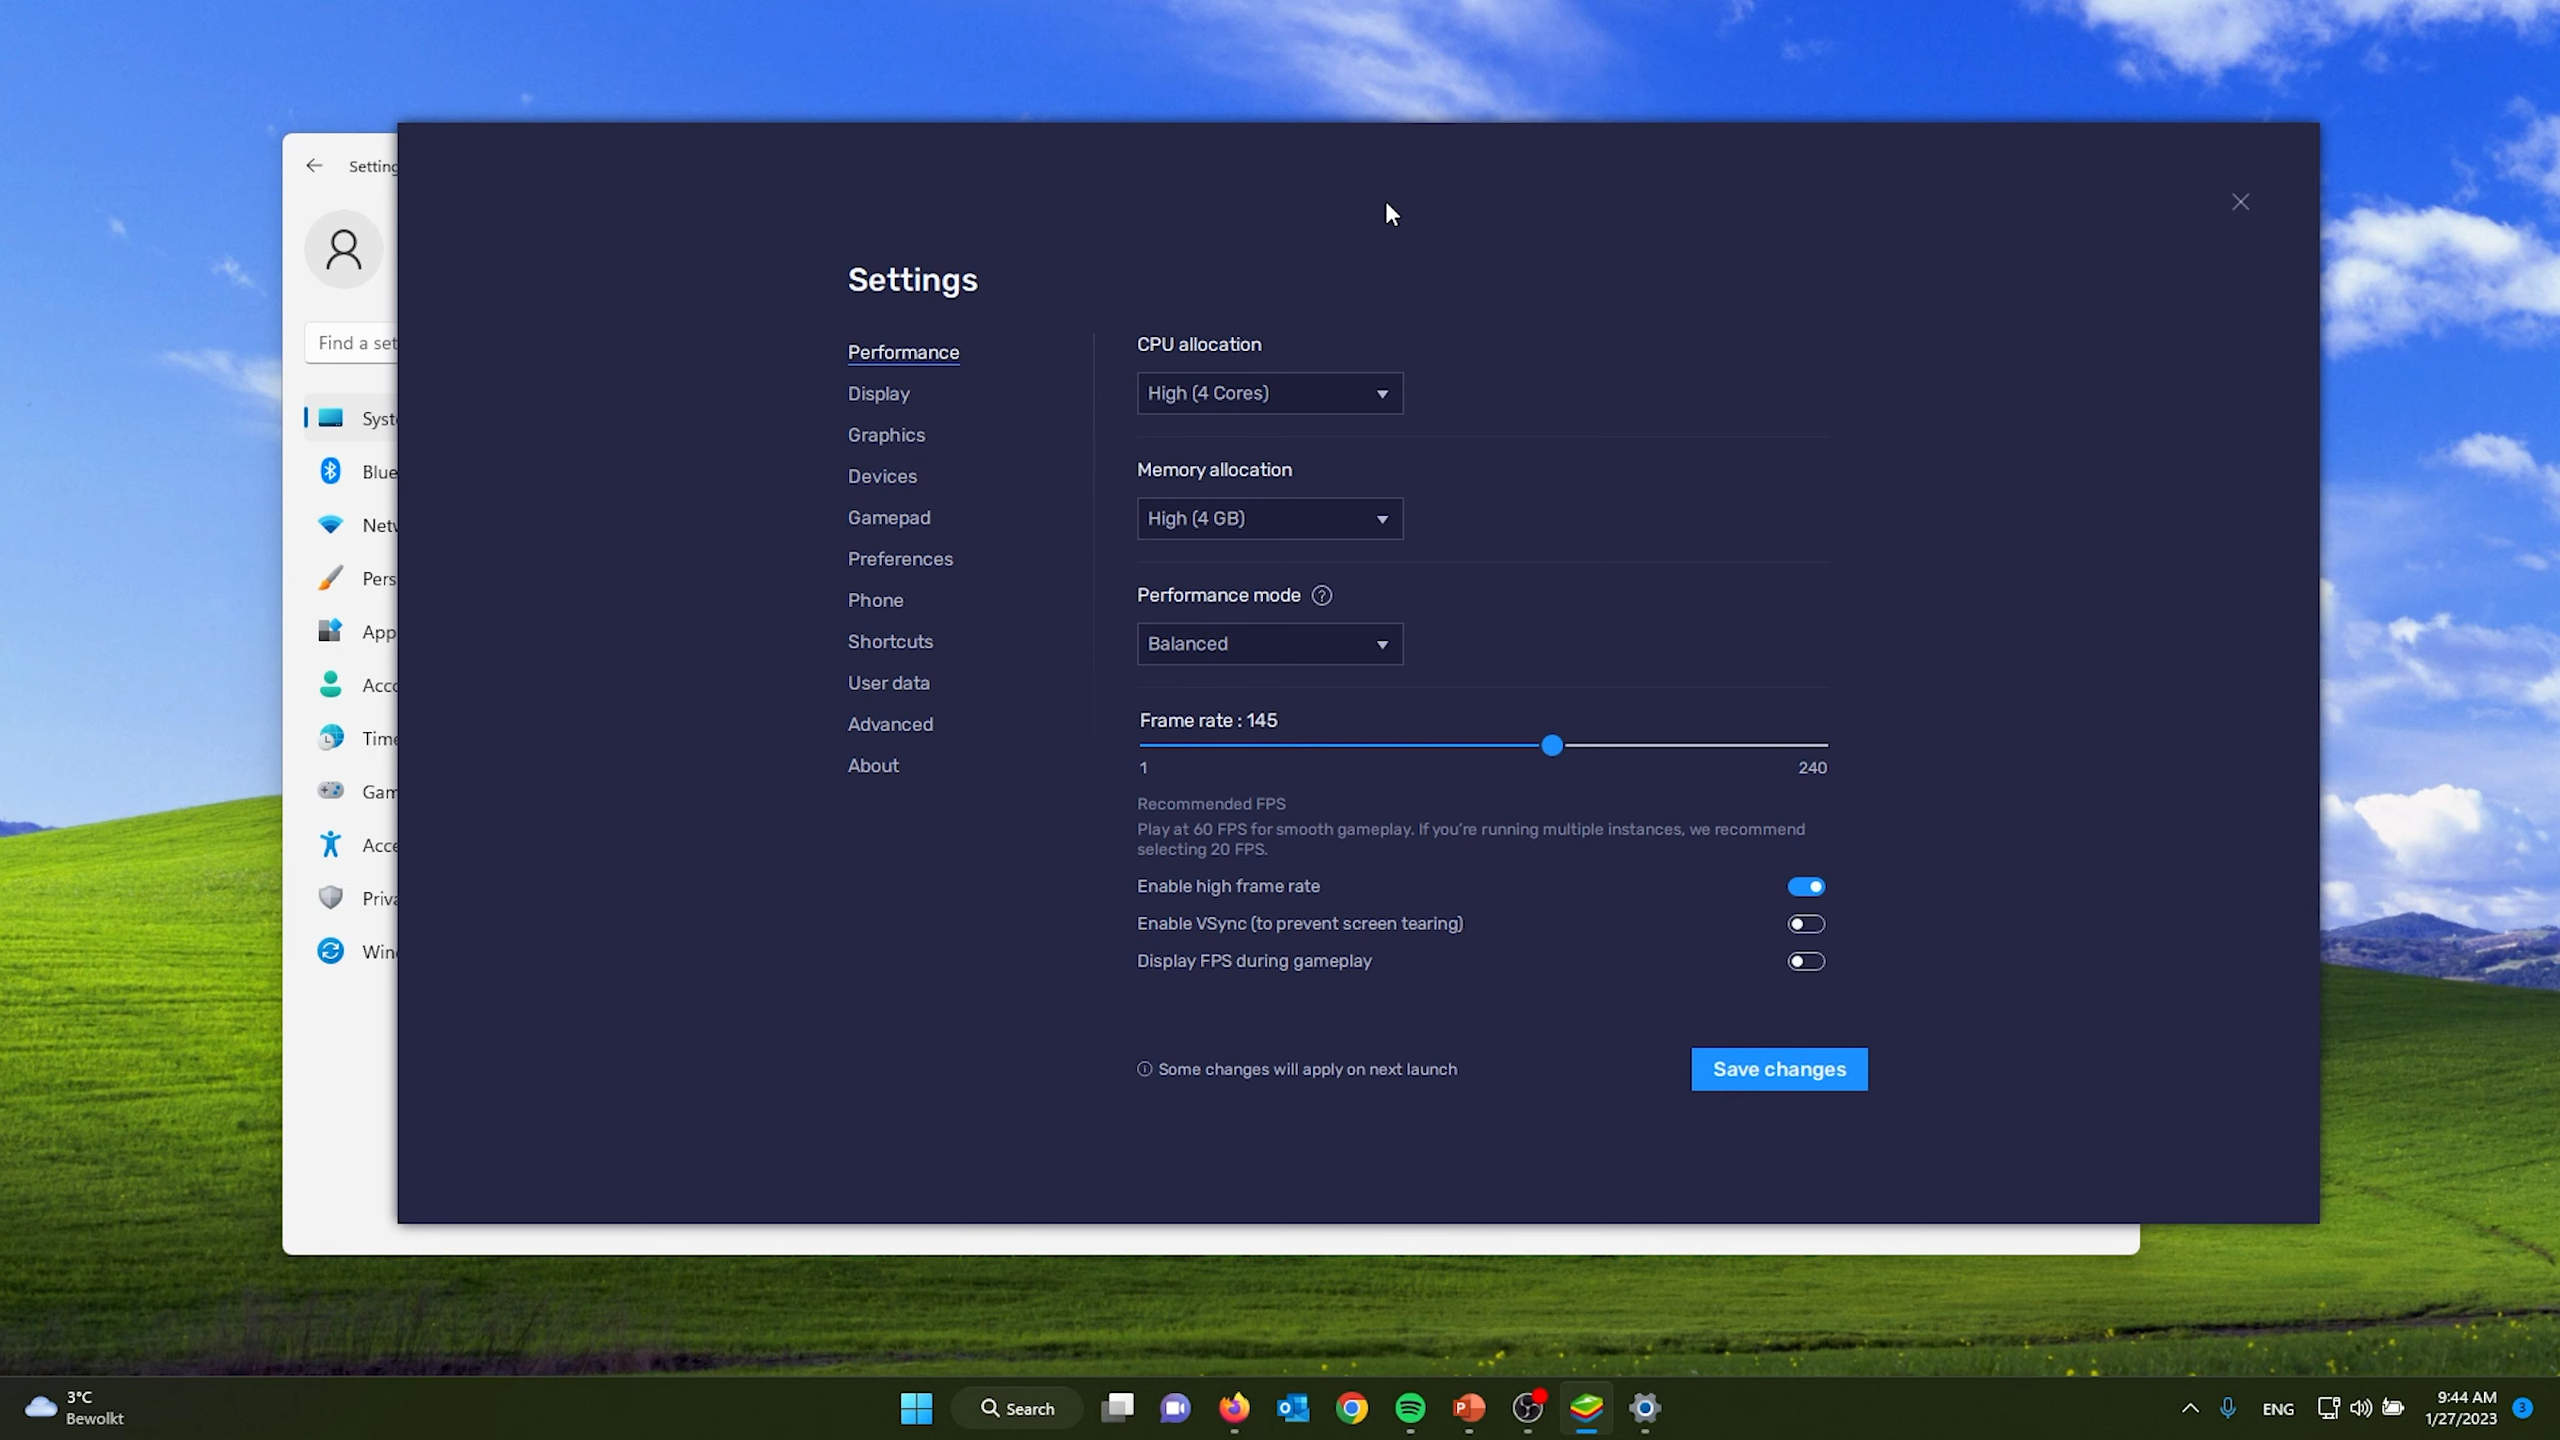 Setting
Find a set
Syst
Blue
Netw
Pers
App
Acco
Time
Gam
Acce
Priva
Wind
Settings
Performance
Display
Graphics
Devices
Gamepad
Preferences
Phone
Shortcuts
User data
Advanced
About
CPU allocation
High (4 Cores)
Memory allocation
High (4 GB)
Performance mode ?
Balanced
Frame rate : 145
1 240
Recommended FPS
Play at 60 FPS for smooth gameplay. If you're running multiple instances, we recommend
selecting 20 FPS.
Enable high frame rate
Enable VSync (to prevent screen tearing)
Display FPS during gameplay
Some changes will apply on next launch
Save changes
3°C
Bewolkt
Search
ENG
9:44 AM
1/27/2023
3